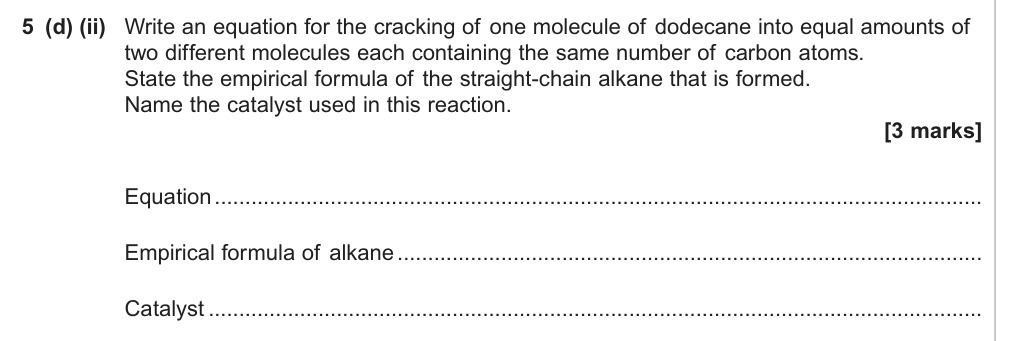 5 (d) (ii) Write an equation for the cracking of one molecule of dodecane into equal amounts of
two different molecules each containing the same number of carbon atoms.
State the empirical formula of the straight-chain alkane that is formed.
Name the catalyst used in this reaction.
[3 marks]
Equation ................................................................................................................................
Empirical formula of alkane ................................................................................................
Catalyst .................................................................................................................................